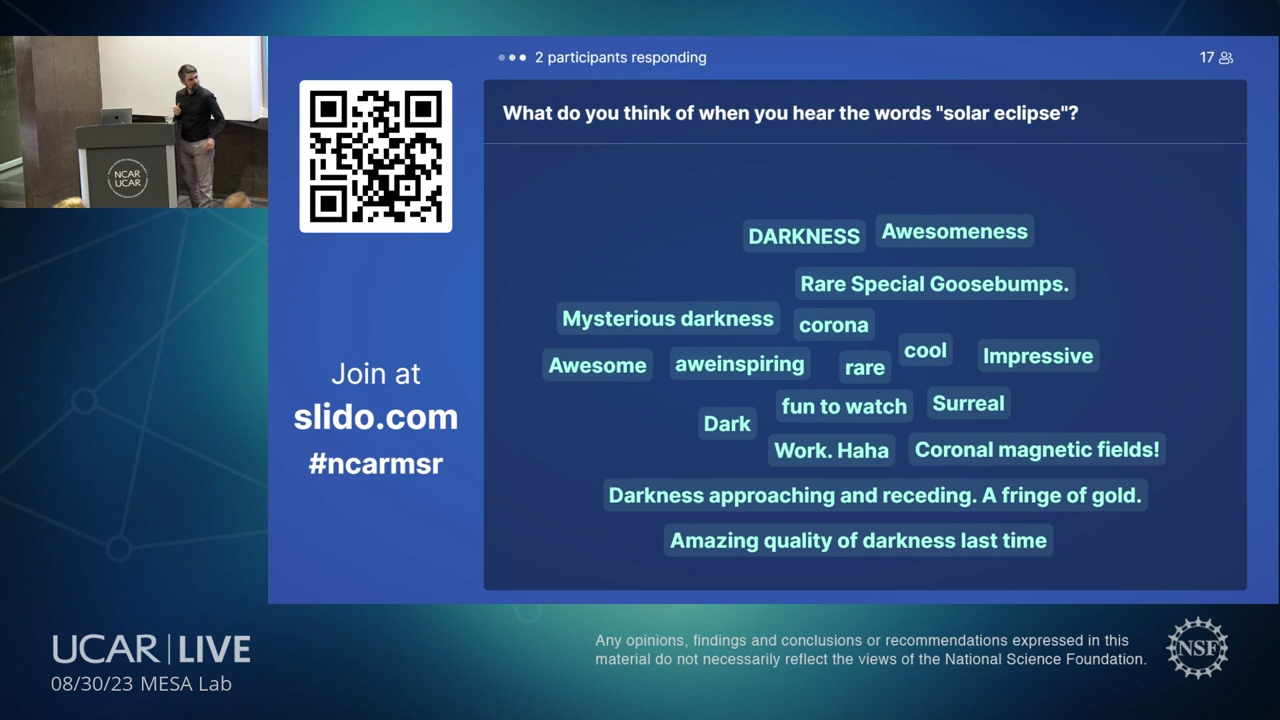 2 participants responding
17
What do you think of when you hear the words "solar eclipse"?
DARKNESS
Awesomeness
Rare Special Goosebumps.
Mysterious darkness
corona
cool
Impressive
Awesome
aweinspiring
rare
fun to watch
Surreal
Dark
Work. Haha
Coronal magnetic fields!
Darkness approaching and receding. A fringe of gold.
Amazing quality of darkness last time
Join at
slido.com
#ncarmsr
NCAR
UCAR
UCAR | LIVE
08/30/23 MESA Lab
Any opinions, findings and conclusions or recommendations expressed in this
material do not necessarily reflect the views of the National Science Foundation.
NSF